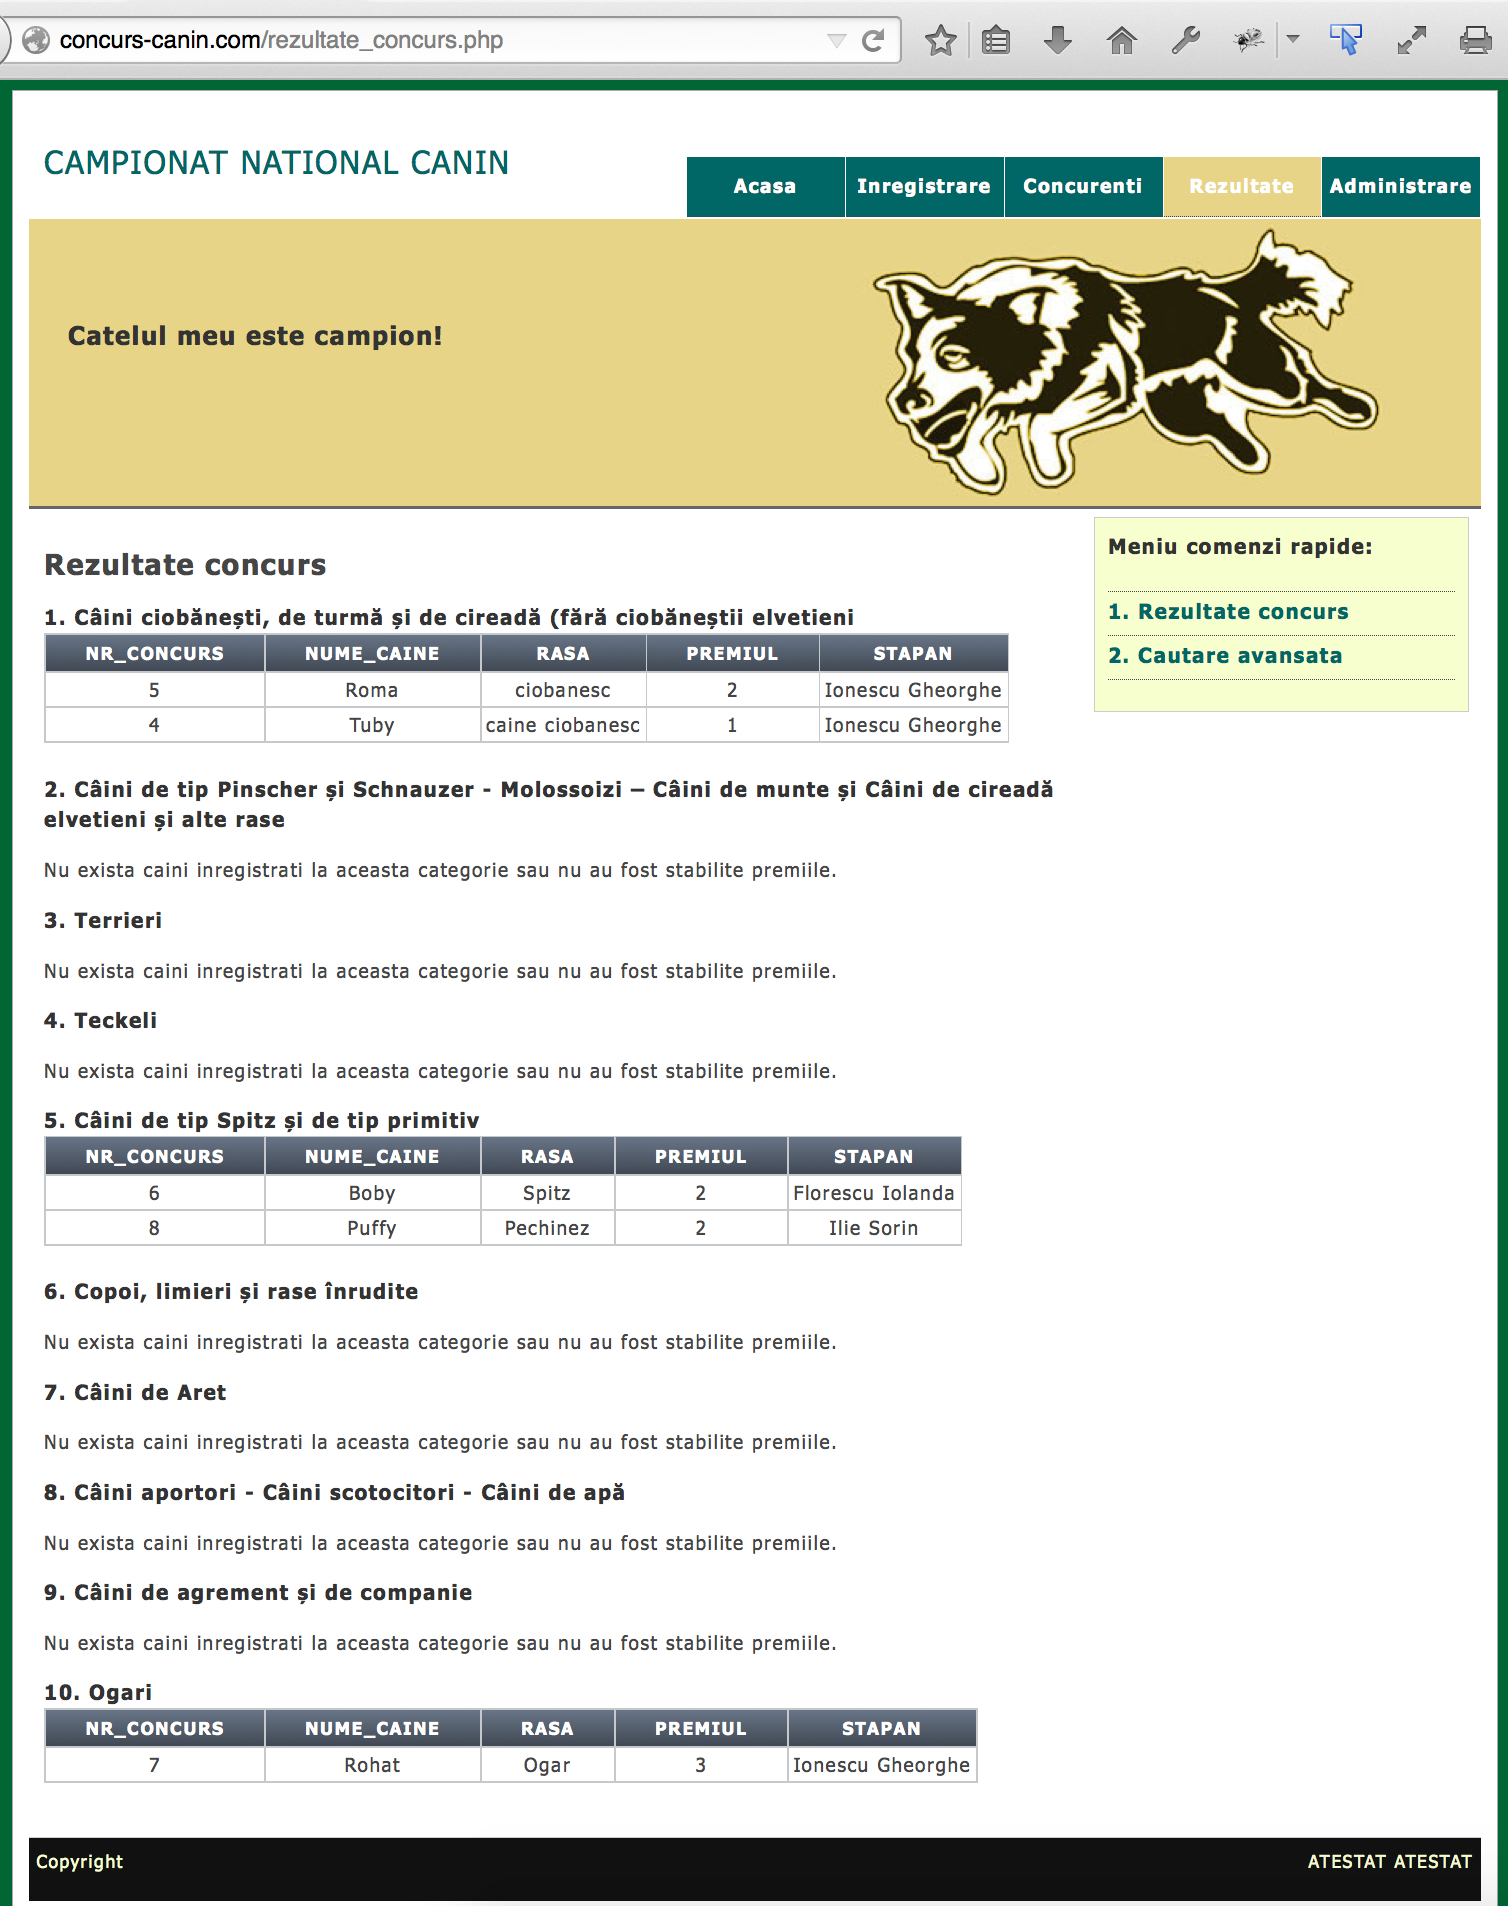 concurs-canin.com/rezultate_concurs.php
CAMPIONAT NATIONAL CANIN
Acasa Inregistrare Concurenti Rezultate Administrare
Catelul meu este campion!
Rezultate concurs
1. Câini ciobănești, de turmă și de cireadă (fără ciobăneștii elvetieni
NR_CONCURS NUME_CAINE RASA PREMIUL STAPAN
5 Roma ciobanesc 2 Ionescu Gheorghe
4 Tuby caine ciobanesc 1 Ionescu Gheorghe
2. Câini de tip Pinscher și Schnauzer - Molossoizi – Câini de munte și Câini de cireadă
elvetieni și alte rase
Nu exista caini inregistrati la aceasta categorie sau nu au fost stabilite premiile.
3. Terrieri
Nu exista caini inregistrati la aceasta categorie sau nu au fost stabilite premiile.
4. Teckeli
Nu exista caini inregistrati la aceasta categorie sau nu au fost stabilite premiile.
5. Câini de tip Spitz și de tip primitiv
NR_CONCURS NUME_CAINE RASA PREMIUL STAPAN
6 Boby Spitz 2 Florescu Iolanda
8 Puffy Pechinez 2 Ilie Sorin
6. Copoi, limieri și rase înrudite
Nu exista caini inregistrati la aceasta categorie sau nu au fost stabilite premiile.
7. Câini de Aret
Nu exista caini inregistrati la aceasta categorie sau nu au fost stabilite premiile.
8. Câini aportori - Câini scotocitori - Câini de apă
Nu exista caini inregistrati la aceasta categorie sau nu au fost stabilite premiile.
9. Câini de agrement și de companie
Nu exista caini inregistrati la aceasta categorie sau nu au fost stabilite premiile.
10. Ogari
NR_CONCURS NUME_CAINE RASA PREMIUL STAPAN
7 Rohat Ogar 3 Ionescu Gheorghe
Meniu comenzi rapide:
1. Rezultate concurs
2. Cautare avansata
Copyright
ATESTAT ATESTAT